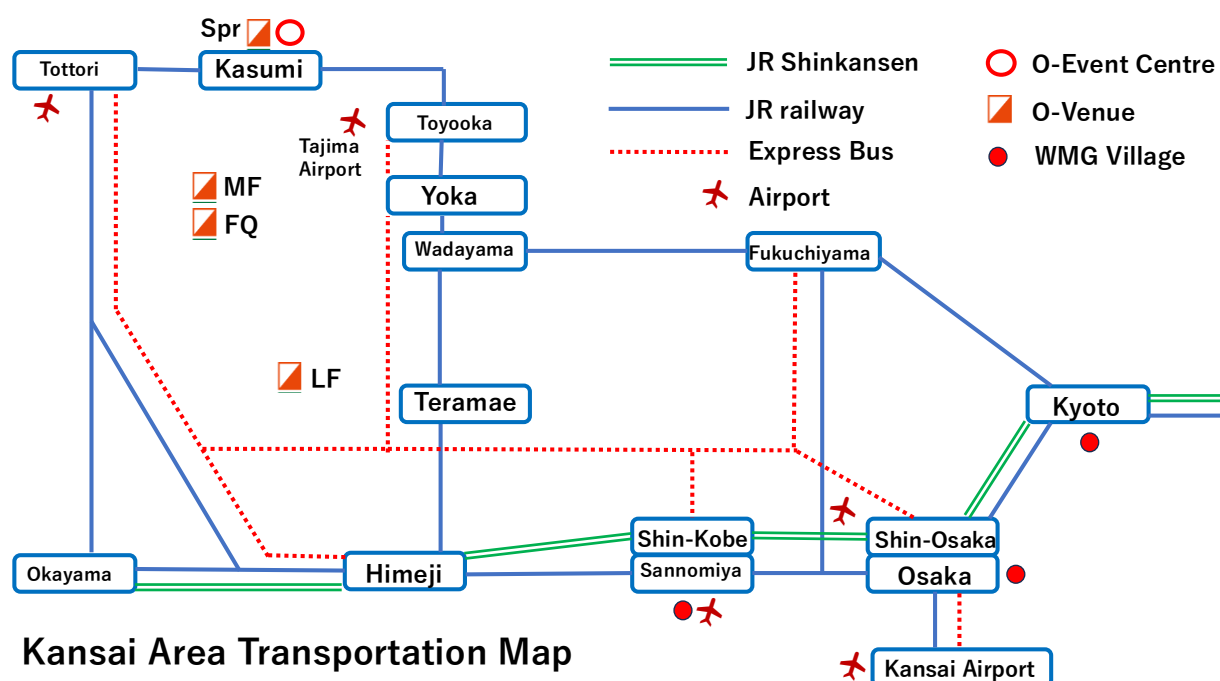 Spr
Tottori
Kasumi
JR Shinkansen
O-Event Centre
JR railway
O-Venue
Toyooka
Tajima
Airport
Express Bus
WMG Village
MF
Yoka
Airport
FQ
Wadayama
Fukuchiyama
LF
Teramae
Kyoto
Shin-Kobe
Shin-Osaka
Okayama
Himeji
Sannomiya
Osaka
Kansai Area Transportation Map
Kansai Airport